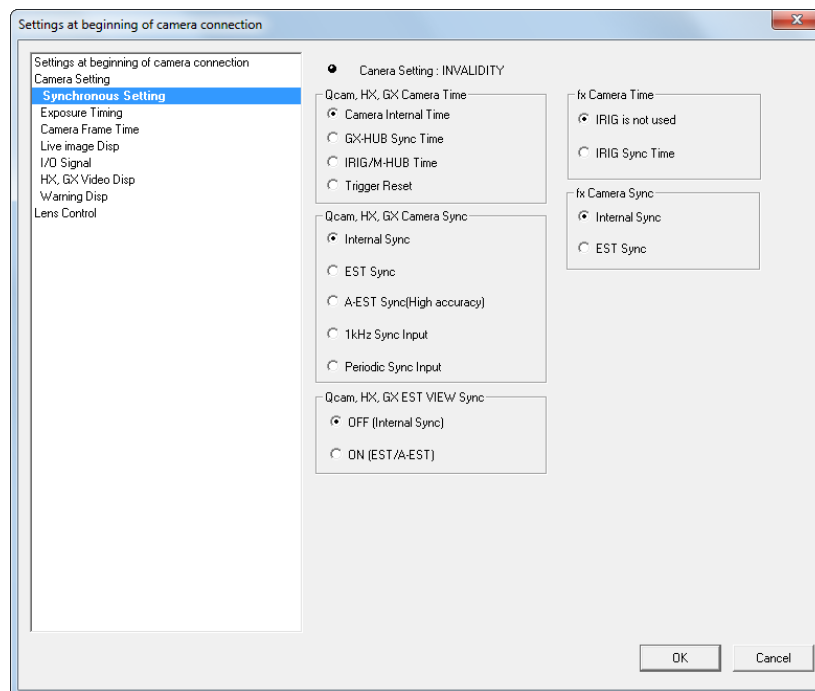 Settings at beginning of camera connection
Settings at beginning of camera connection
Camera Setting
Synchronous Setting
Exposure Timing
Camera Frame Time
Live image Disp
I/O Signal
HX, GX Video Disp
Warning Disp
Lens Control
Canera Setting : INVALIDITY
Qcam, HX, GX Camera Time
Camera Internal Time
GX-HUB Sync Time
IRIG/M-HUB Time
Trigger Reset
Qcam, HX, GX Camera Sync
Internal Sync
EST Sync
A-EST Sync(High accuracy)
1kHz Sync Input
Periodic Sync Input
Qcam, HX, GX EST VIEW Sync
OFF (Internal Sync)
ON (EST/A-EST)
fx Camera Time
IRIG is not used
IRIG Sync Time
fx Camera Sync
Internal Sync
EST Sync
OK
Cancel